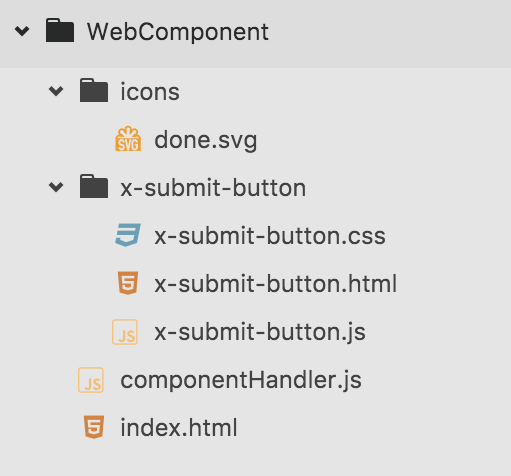 WebComponent
icons
SVG done.svg
x-submit-button
x-submit-button.css
x-submit-button.html
JS x-submit-button.js
JS componentHandler.js
index.html